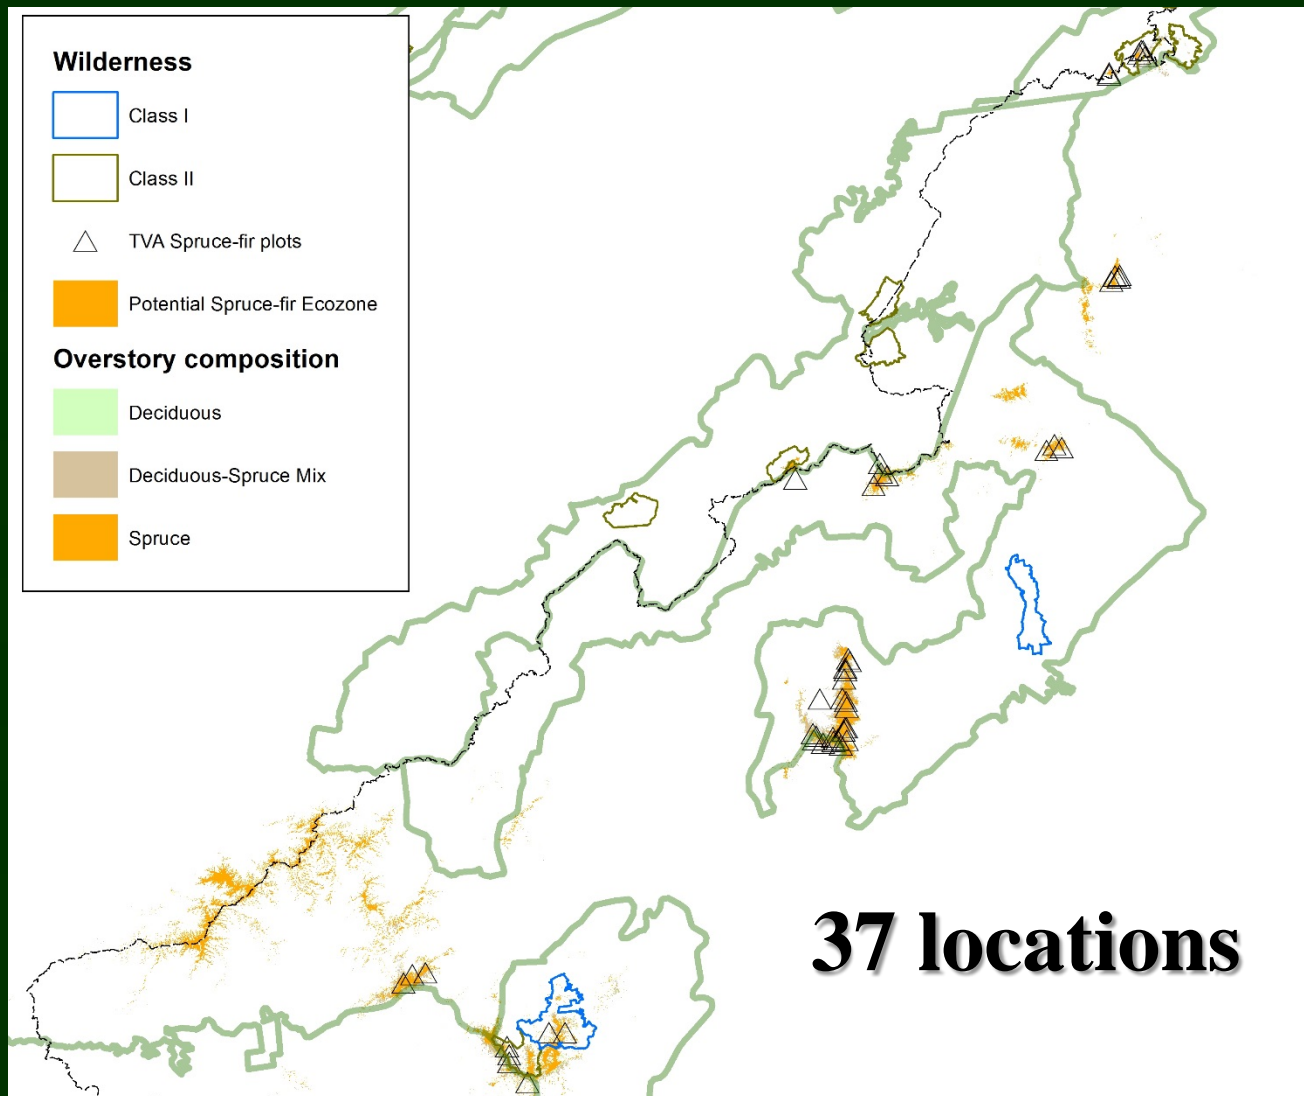 Wilderness
Class I
Class II
TVA Spruce-fir plots
Potential Spruce-fir Ecozone
Overstory composition
Deciduous
Deciduous-Spruce Mix
Spruce
37 locations